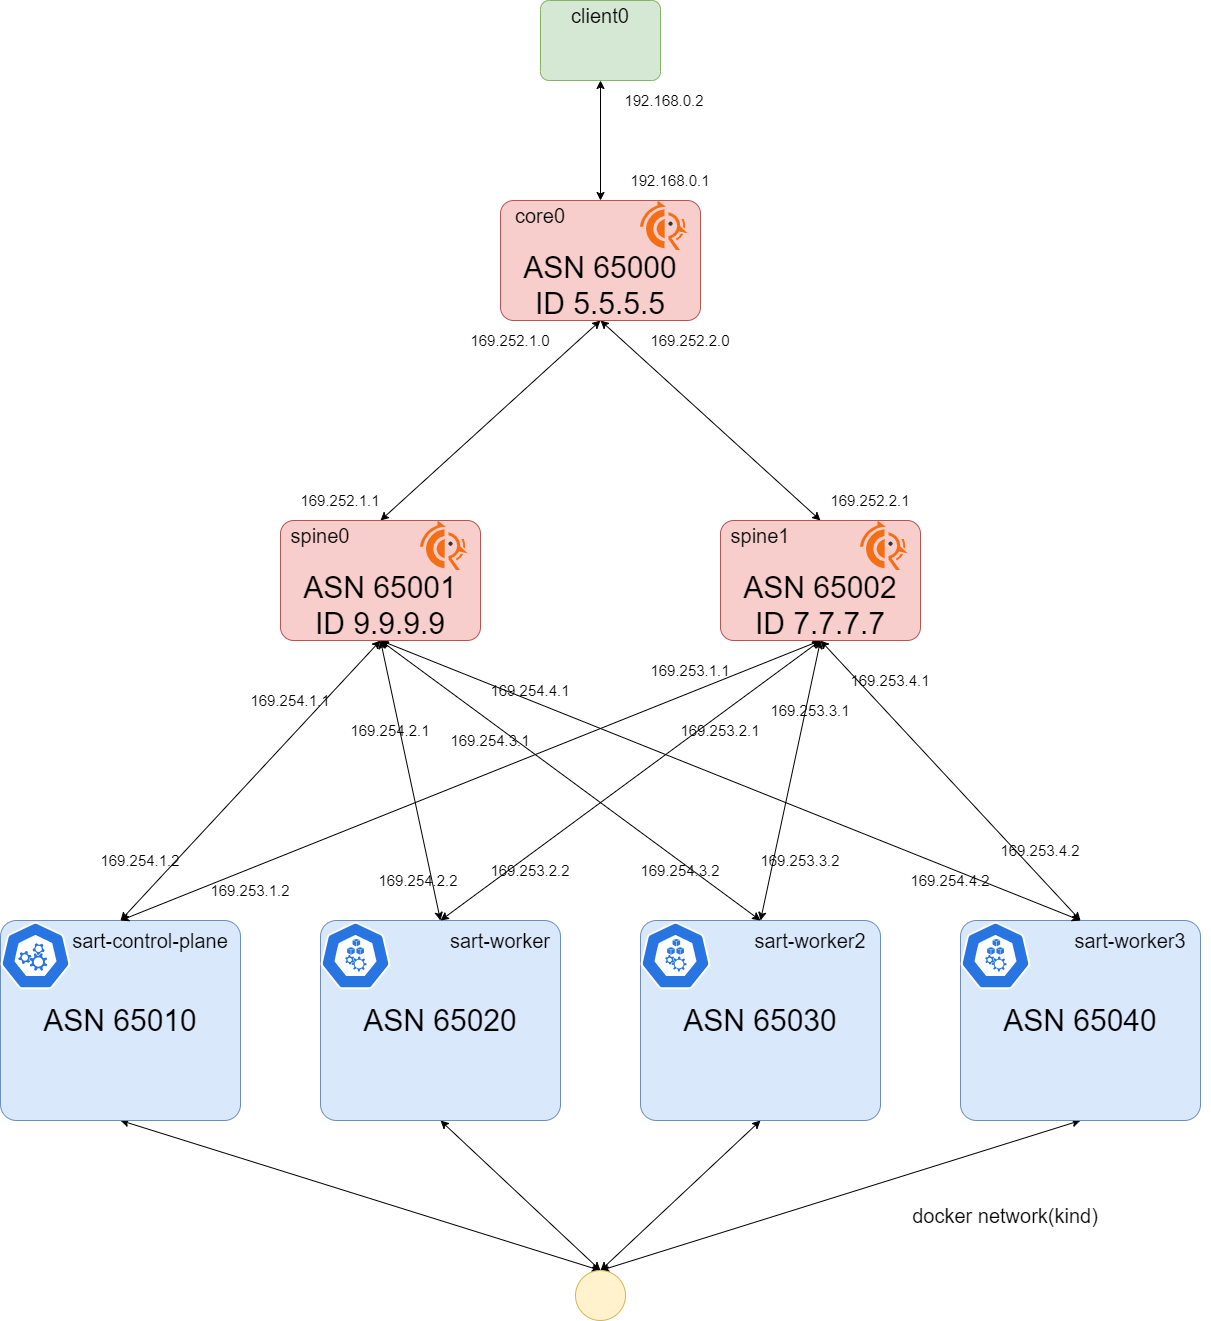 client0
192.168.0.2
192.168.0.1
core0
ASN 65000
ID 5.5.5.5
169.252.1.0
169.252.2.0
169.252.1.1
169.252.2.1
spine0
ASN 65001
ID 9.9.9.9
spine1
ASN 65002
ID 7.7.7.7
169.254.1.1
169.254.2.1
169.254.3.1
169.254.4.1
169.253.1.1
169.253.2.1
169.253.3.1
169.253.4.1
169.254.1.2
169.253.1.2
169.254.2.2
169.253.2.2
169.254.3.2
169.253.3.2
169.254.4.2
169.253.4.2
sart-control-plane
ASN 65010
sart-worker
ASN 65020
sart-worker2
ASN 65030
sart-worker3
ASN 65040
docker network(kind)